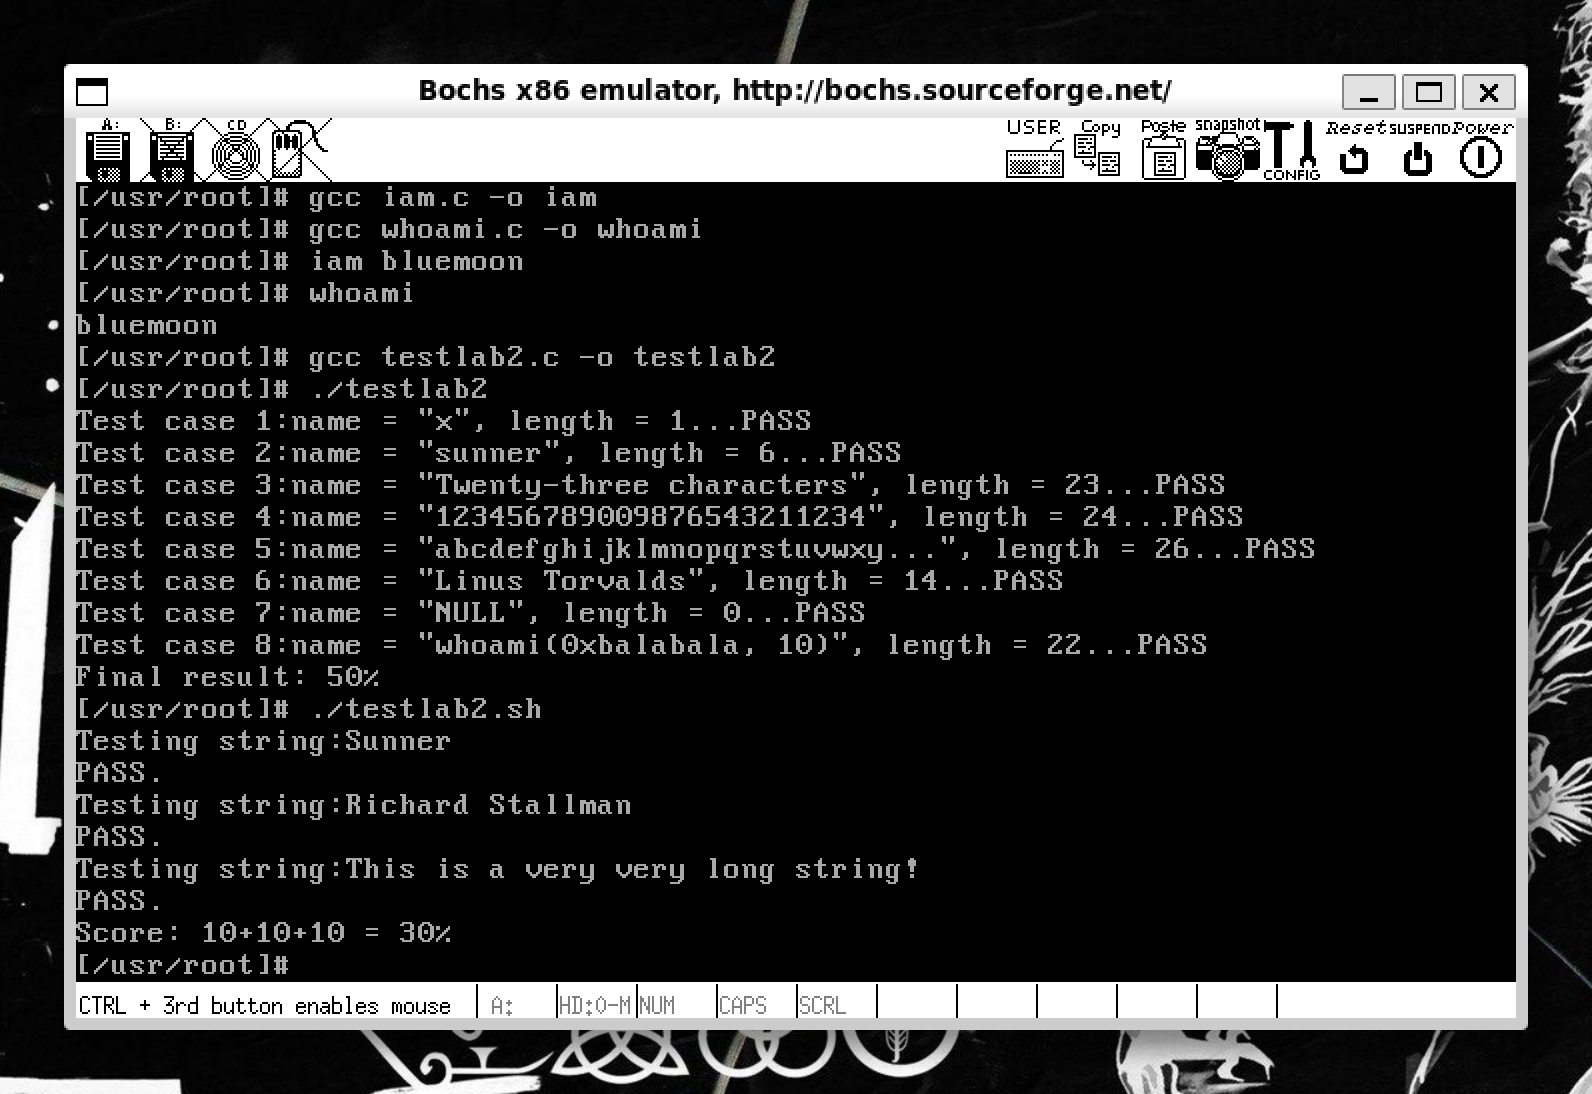 Bochs x86 emulator, http://bochs.sourceforge.net/
A: B: CD USER Copy Paste snapshot CONFIG Reset SUSPEND Power
[/usr/root]# gcc iam.c -o iam
[/usr/root]# gcc whoami.c -o whoami
[/usr/root]# iam bluemoon
[/usr/root]# whoami
bluemoon
[/usr/root]# gcc testlab2.c -o testlab2
[/usr/root]# ./testlab2
Test case 1:name = "x", length = 1...PASS
Test case 2:name = "sunner", length = 6...PASS
Test case 3:name = "Twenty-three characters", length = 23...PASS
Test case 4:name = "123456789009876543211234", length = 24...PASS
Test case 5:name = "abcdefghijklmnopqrstuvwxy...", length = 26...PASS
Test case 6:name = "Linus Torvalds", length = 14...PASS
Test case 7:name = "NULL", length = 0...PASS
Test case 8:name = "whoami(0xbalabala, 10)", length = 22...PASS
Final result: 50%
[/usr/root]# ./testlab2.sh
Testing string:Sunner
PASS.
Testing string:Richard Stallman
PASS.
Testing string:This is a very very long string!
PASS.
Score: 10+10+10 = 30%
[/usr/root]#
CTRL + 3rd button enables mouse A: HD:0-M NUM CAPS SCRL